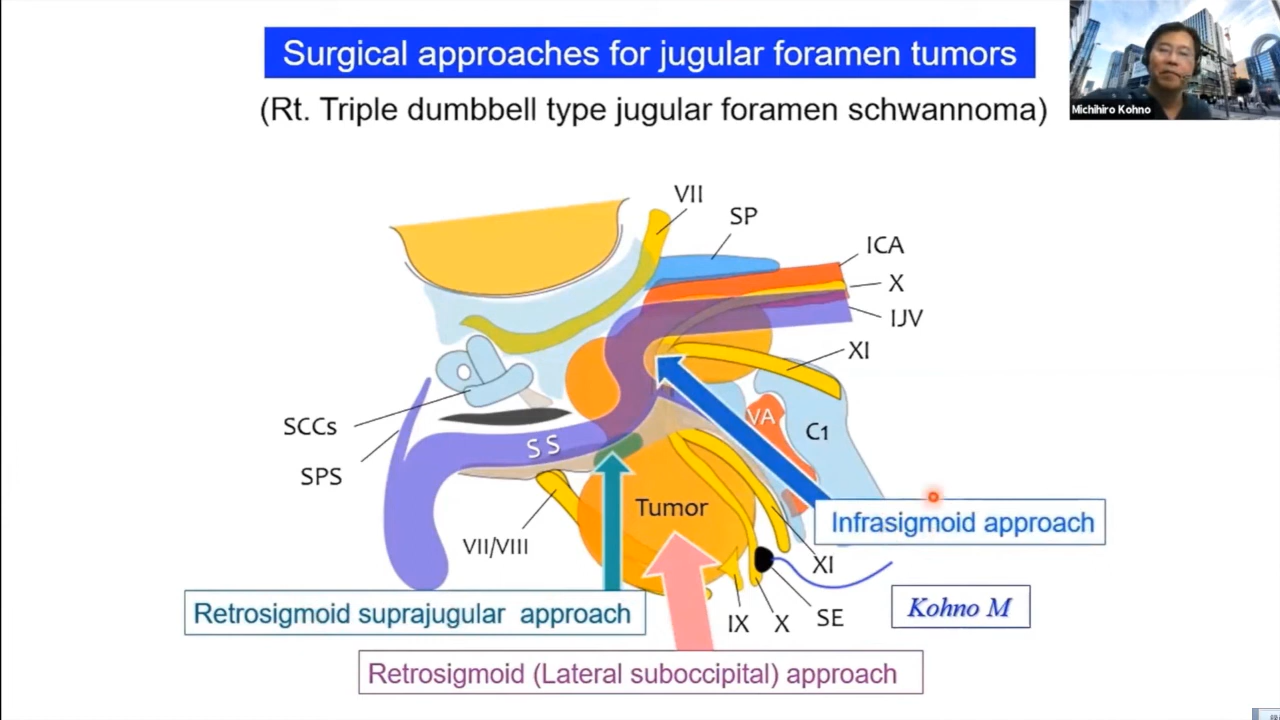 Surgical approaches for jugular foramen tumors
(Rt. Triple dumbbell type jugular foramen schwannoma)
Michihiro Kohno
VII
SP
ICA
X
IJV
XI
SCCs
SPS
S S
VA
C1
Tumor
VII/VIII
Infrasigmoid approach
XI
SE
IX
X
Kohno M
Retrosigmoid suprajugular approach
Retrosigmoid (Lateral suboccipital) approach